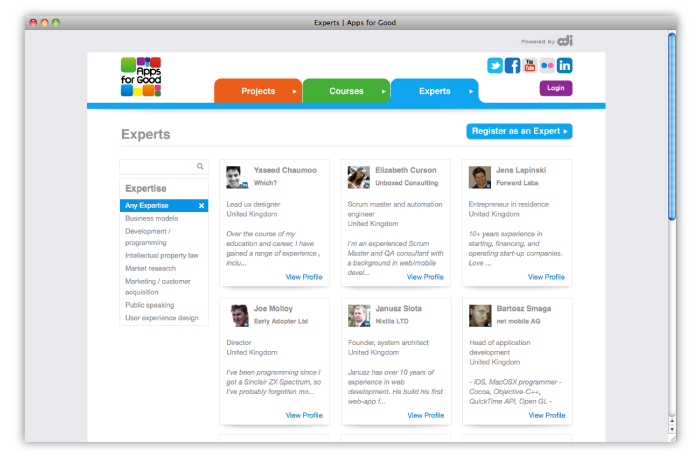 Experts | Apps for Good
Powered by cdi
Apps
for Good
You
Tube
Projects
Courses
Experts
Login
Experts
Register as an Expert
Expertise
Any Expertise
Business models
Development /
programming
Intellectual property law
Market research
Marketing / customer
acquisition
Public speaking
User experience design
Yaseed Chaumoo
Which?
Lead ux designer
United Kingdom
Over the course of my
education and career, I have
gained a range of experience ,
inclu...
View Profile
Elizabeth Curson
Unboxed Consulting
Scrum master and automation
engineer
United Kingdom
I'm an experienced Scrum
Master and QA consultant with
a background in web/mobile
devel...
View Profile
Jens Lapinski
Forward Labs
Entrepreneur in residence
United Kingdom
10+ years experience in
starting, financing, and
operating start-up companies.
Love ...
View Profile
Joe Molloy
Early Adopter Ltd
Director
United Kingdom
I've been programming since I
got a Sinclair ZX Spectrum, so
I've probably forgotten mo...
View Profile
Janusz Slota
Nixilla LTD
Founder, system architect
United Kingdom
Janusz has over 10 years of
experience in web
development. He build his first
web-app f...
View Profile
Bartosz Smaga
net mobile AG
Head of application
development
United Kingdom
- iOS, MacOSX programmer -
Cocoa, Objective-C++,
QuickTime API, Open GL -
View Profile